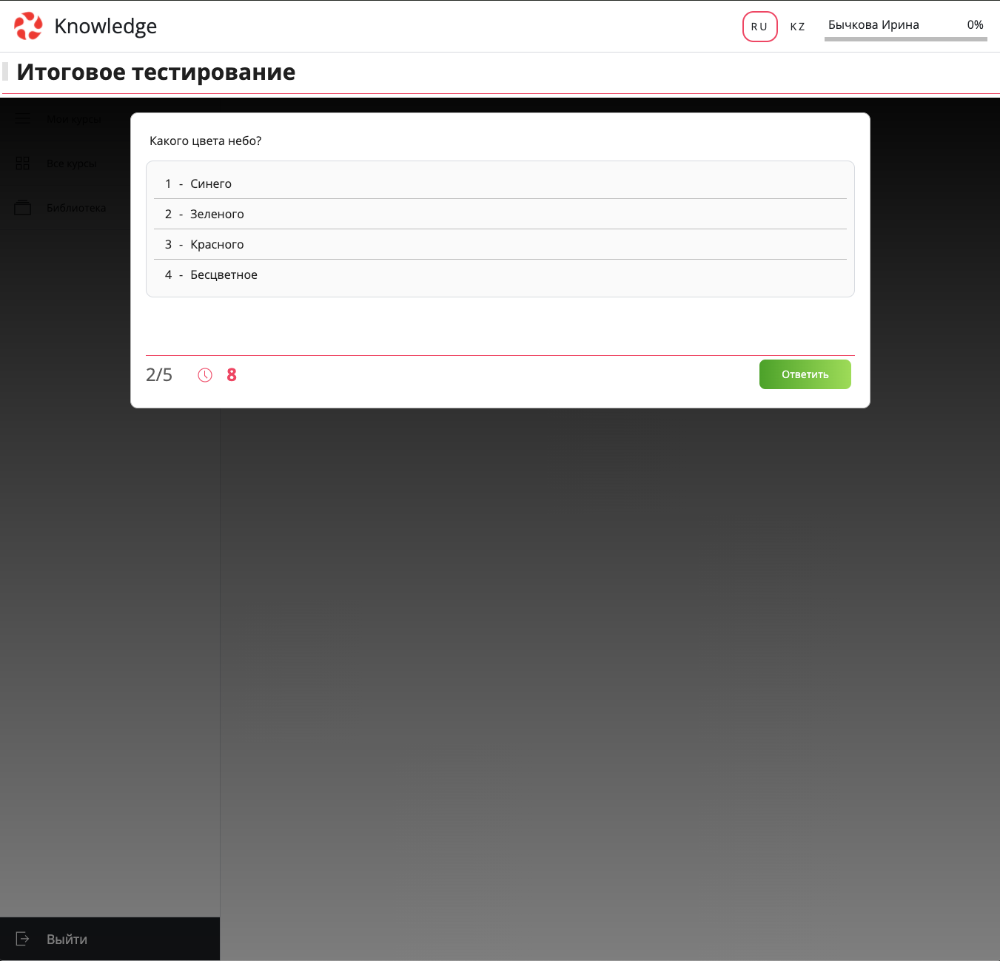 Knowledge
RU KZ Бычкова Ирина 0%
Итоговое тестирование
Мои курсы
Все курсы
Библиотека
Какого цвета небо?
1 - Синего
2 - Зеленого
3 - Красного
4 - Бесцветное
2/5 8 Ответить
Выйти